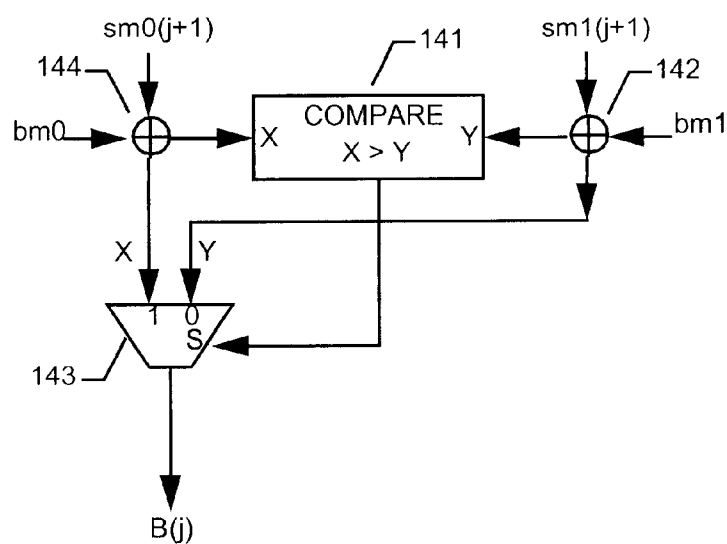 sm0(j+1)
141
sm1(j+1)
144
142
bm0
COMPARE
bm1
X
X > Y
Y
X
Y
1
0
S
143
B(j)